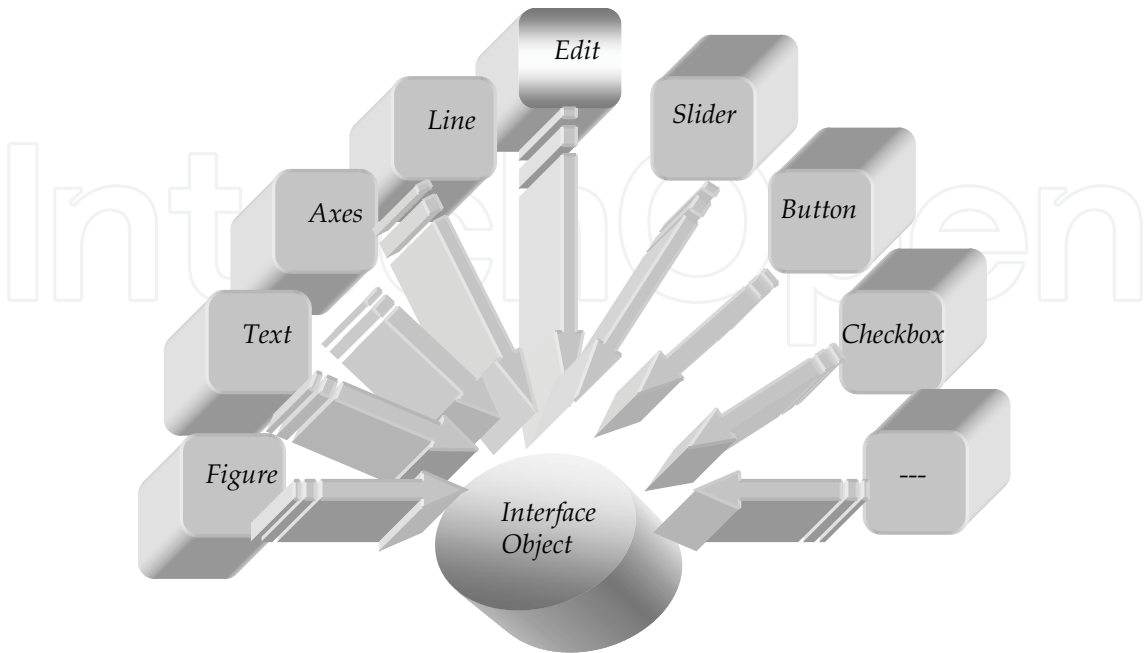 Edit
Line
Slider
Axes
Button
Text
Checkbox
Figure
---
Interface
Object
IntechOpen